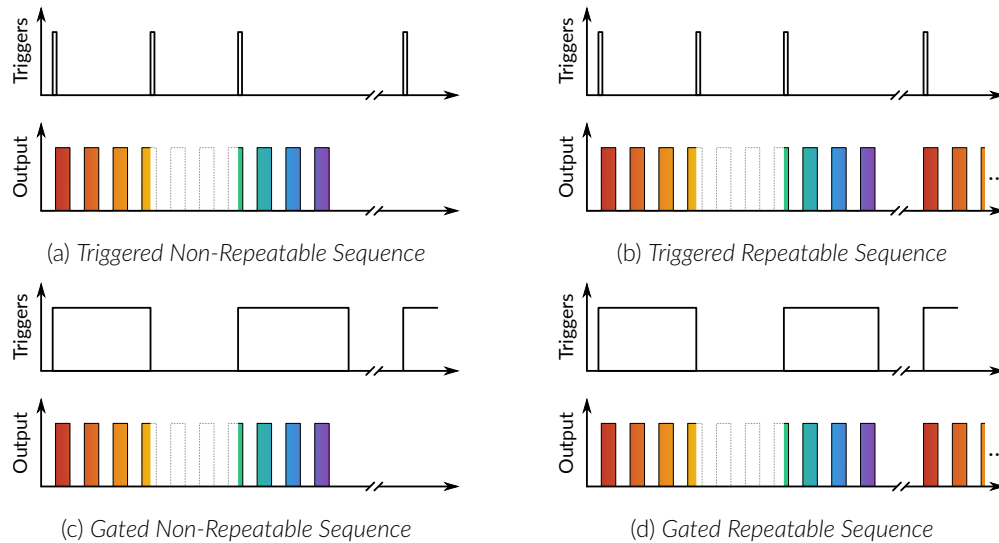 Triggers
Triggers
Output
Output
...
(a) Triggered Non-Repeatable Sequence
(b) Triggered Repeatable Sequence
Triggers
Triggers
Output
Output
...
(c) Gated Non-Repeatable Sequence
(d) Gated Repeatable Sequence